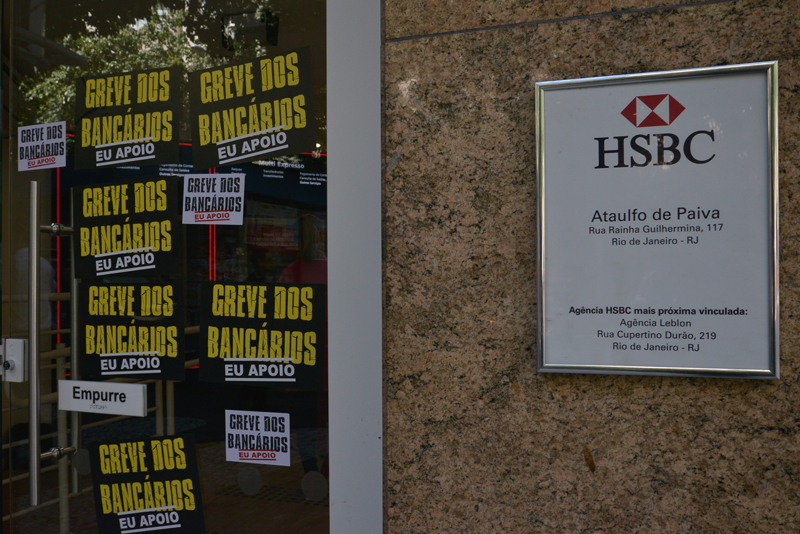 GREVE DOS
BANCÁRIOS
EU APOIO
GREVE DOS
BANCÁRIOS
EU APOIO
GREVE DOS
BANCÁRIOS
EU APOIO
Multi Expresso
GREVE DOS
BANCÁRIOS
EU APOIO
GREVE DOS
BANCÁRIOS
EU APOIO
GREVE DOS
BANCÁRIOS
EU APOIO
GREVE DOS
BANCÁRIOS
EU APOIO
Empurre
GREVE DOS
BANCÁRIOS
EU APOIO
GREVE DOS
BANCÁRIOS
EU APOIO
HSBC
Ataulfo de Paiva
Rua Rainha Guilhermina, 117
Rio de Janeiro - RJ
Agência HSBC mais próxima vinculada:
Agência Leblon
Rua Cupertino Durão, 219
Rio de Janeiro - RJ